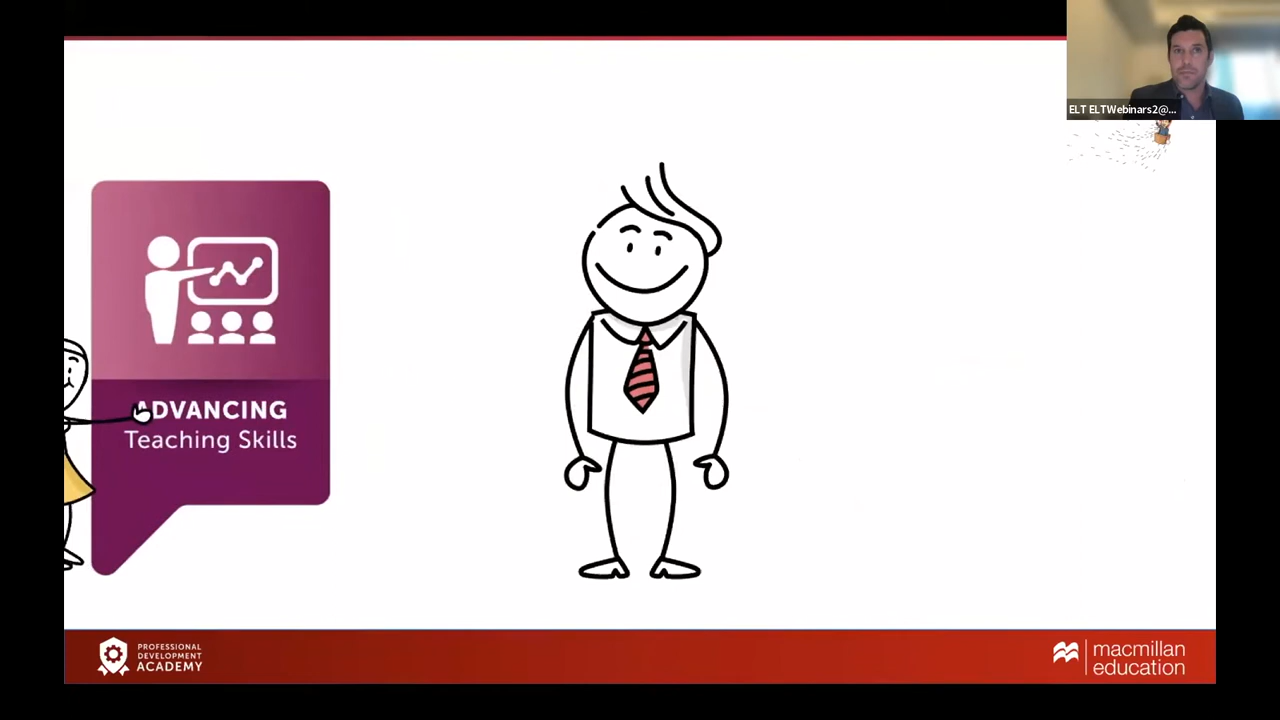 ELT ELTWebinars2@...
ADVANCING
Teaching Skills
PROFESSIONAL
DEVELOPMENT
ACADEMY
macmillan
education